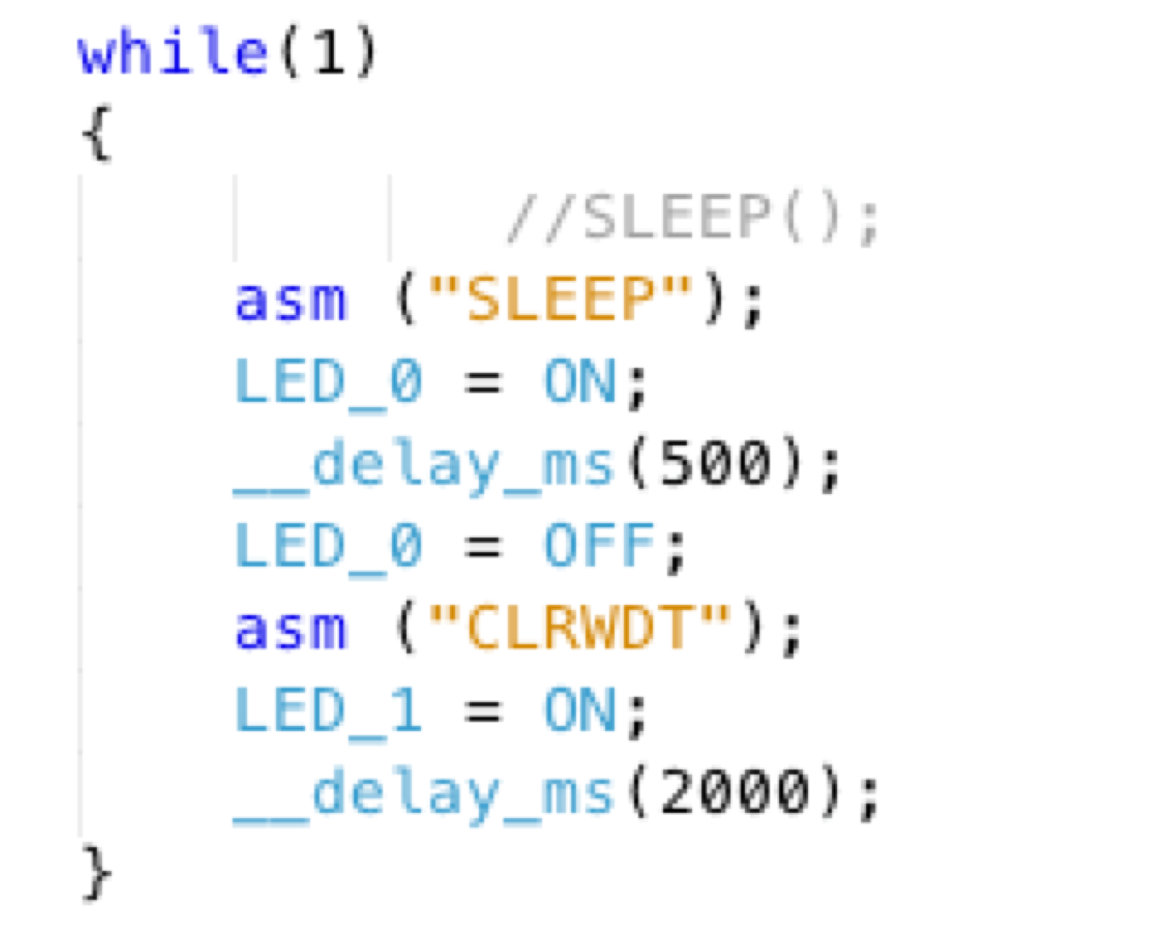 while(1)
{
//SLEEP();
asm ("SLEEP");
LED_0 = ON;
__delay_ms(500);
LED_0 = OFF;
asm ("CLRWDT");
LED_1 = ON;
__delay_ms(2000);
}